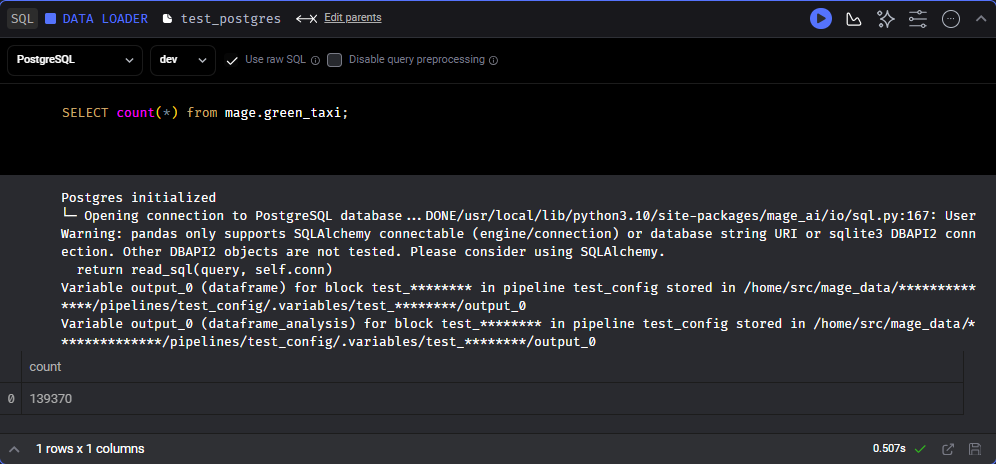 SQL DATA LOADER test_postgres Edit parents
PostgreSQL dev Use raw SQL Disable query preprocessing
SELECT count(*) from mage.green_taxi;
Postgres initialized
└─ Opening connection to PostgreSQL database...DONE/usr/local/lib/python3.10/site-packages/mage_ai/io/sql.py:167: User
Warning: pandas only supports SQLAlchemy connectable (engine/connection) or database string URI or sqlite3 DBAPI2 conn
ection. Other DBAPI2 objects are not tested. Please consider using SQLAlchemy.
return read_sql(query, self.conn)
Variable output_0 (dataframe) for block test_******** in pipeline test_config stored in /home/src/mage_data/**********
****/pipelines/test_config/.variables/test_********/output_0
Variable output_0 (dataframe_analysis) for block test_******** in pipeline test_config stored in /home/src/mage_data/*
*************/pipelines/test_config/.variables/test_********/output_0
count
0 139370
1 rows x 1 columns 0.507s